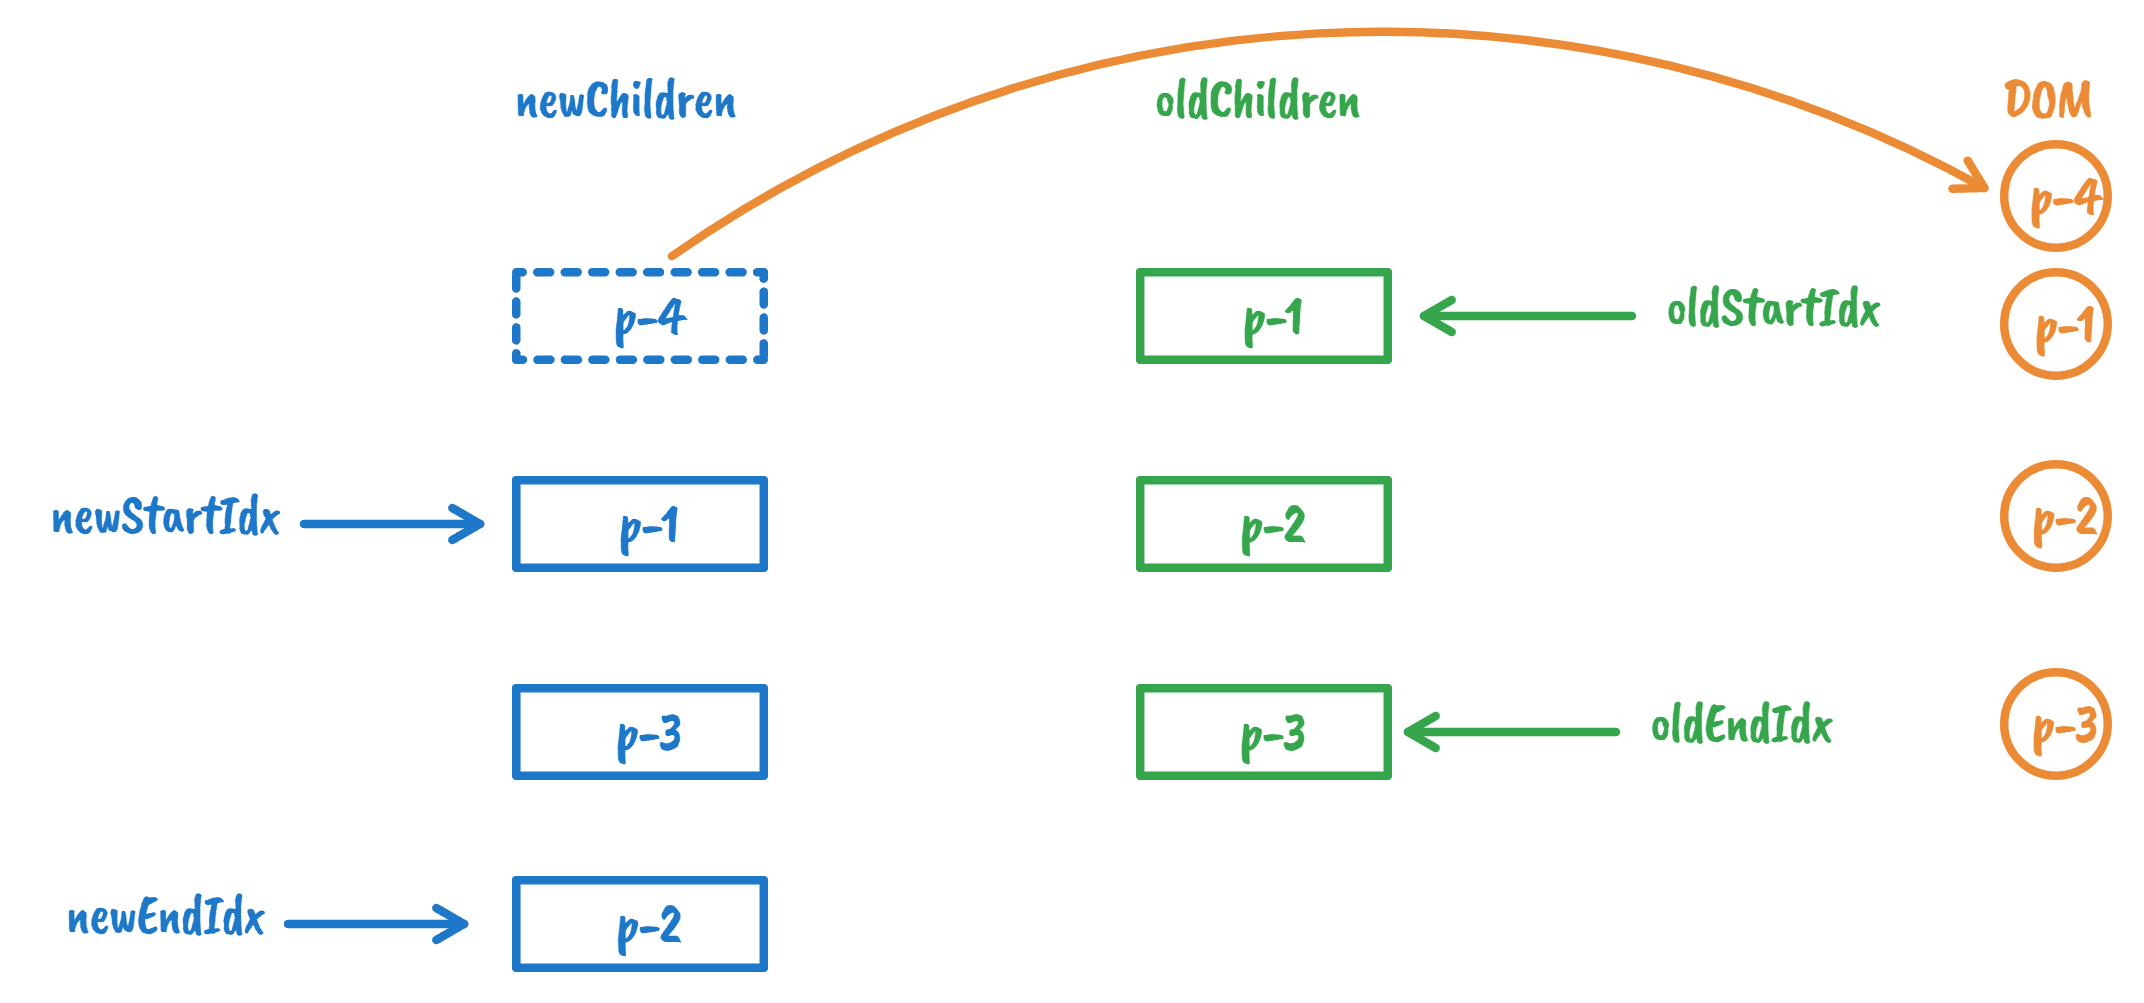 newChildren
oldChildren
DOM
p-4
p-4
p-1
oldStartIdx
p-1
newStartIdx
p-1
p-2
p-2
p-3
p-3
oldEndIdx
p-3
newEndIdx
p-2